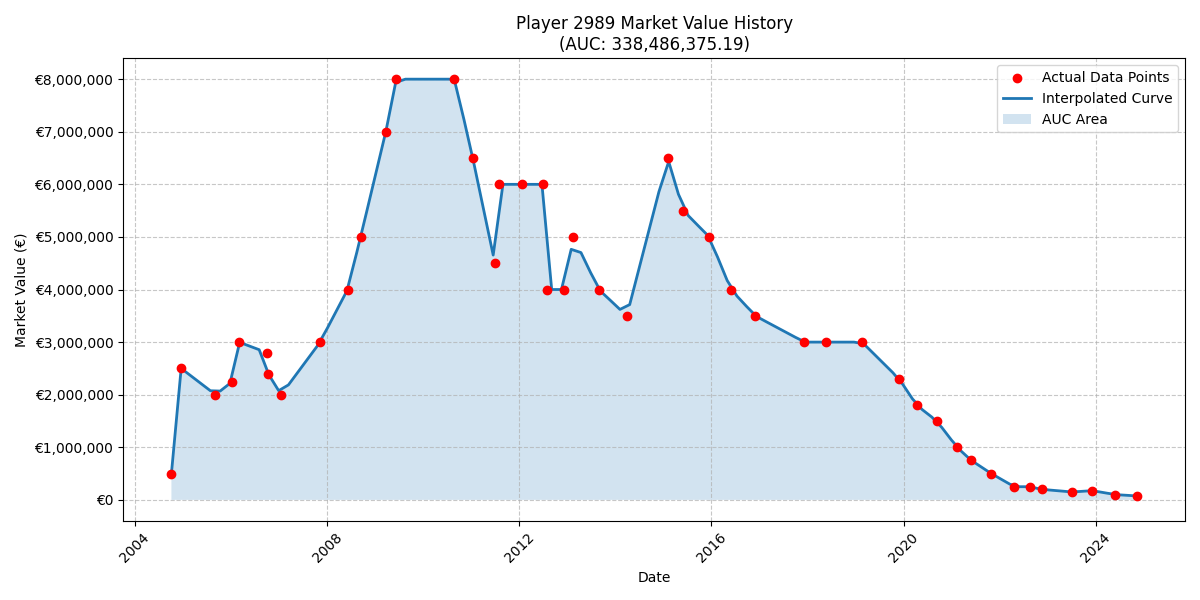 Player 2989 Market Value History
(AUC: 338,486,375.19)
Actual Data Points
Interpolated Curve
AUC Area
Market Value (€)
€8,000,000
€7,000,000
€6,000,000
€5,000,000
€4,000,000
€3,000,000
€2,000,000
€1,000,000
€0
2004 2008 2012 2016 2020 2024
Date